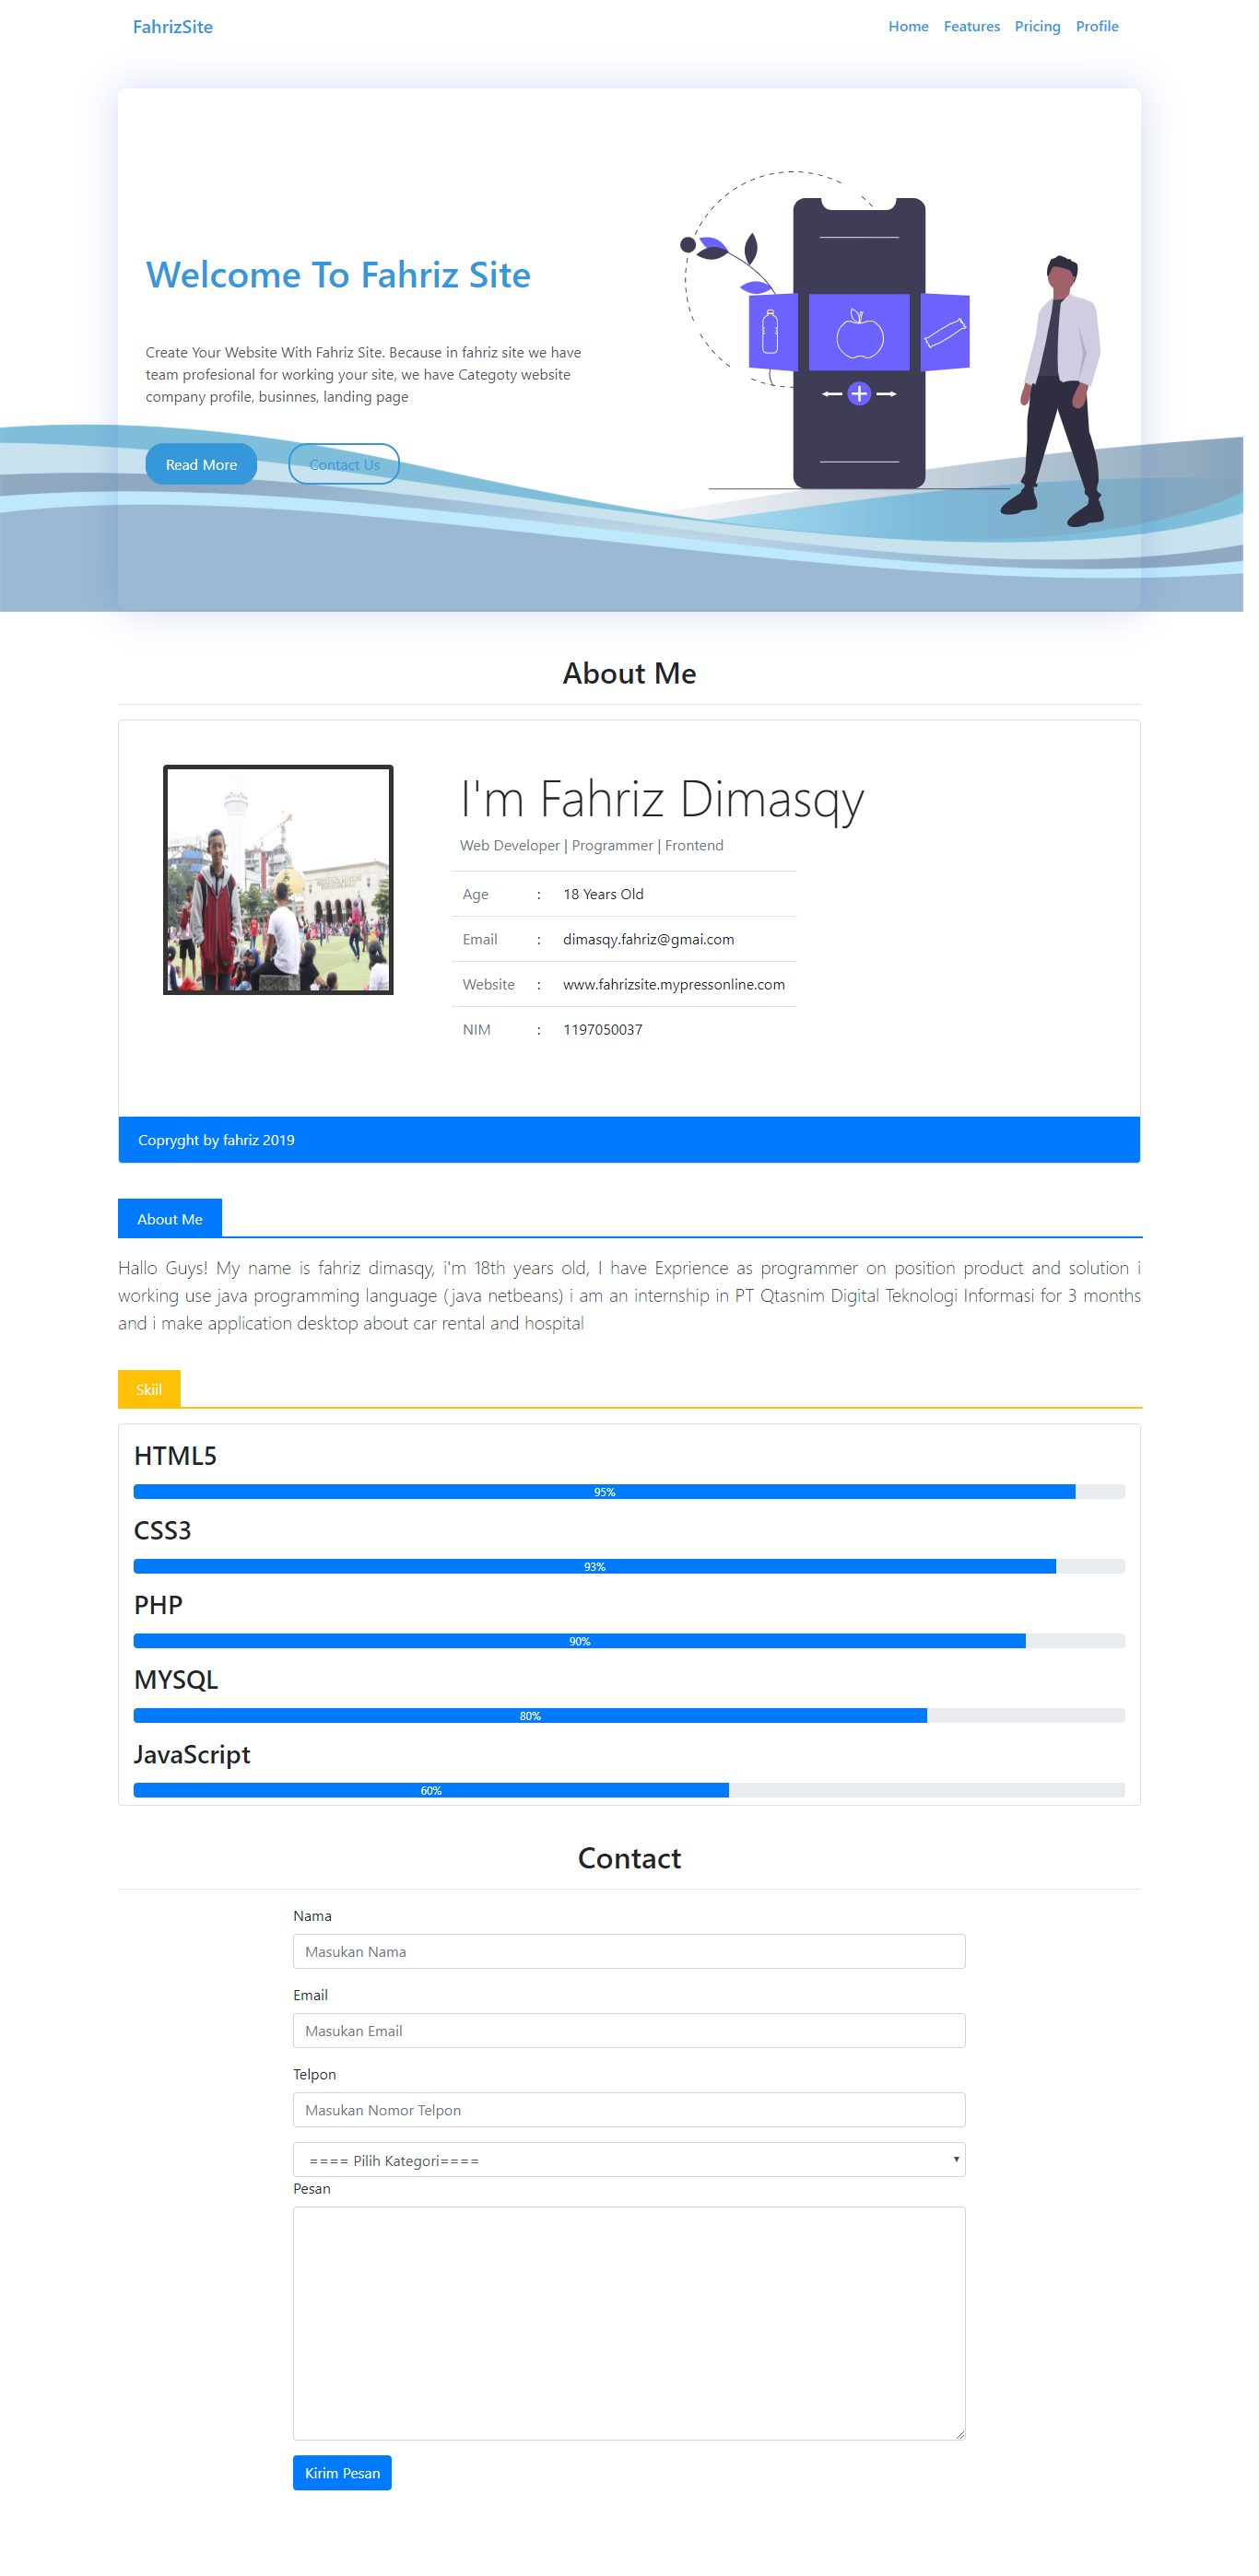 FahrizSite
Home Features Pricing Profile
Welcome To Fahriz Site
Create Your Website With Fahriz Site. Because in fahriz site we have
team profesional for working your site, we have Categoty website
company profile, businnes, landing page
Read More
Contact Us
About Me
I'm Fahriz Dimasqy
Web Developer | Programmer | Frontend
Age : 18 Years Old
Email : dimasqy.fahriz@gmai.com
Website : www.fahrizsite.mypressonline.com
NIM : 1197050037
Copryght by fahriz 2019
About Me
Hallo Guys! My name is fahriz dimasqy, i'm 18th years old, I have Exprience as programmer on position product and solution i
working use java programming language (java netbeans) i am an internship in PT Qtasnim Digital Teknologi Informasi for 3 months
and i make application desktop about car rental and hospital
Skiil
HTML5
95%
CSS3
93%
PHP
90%
MYSQL
80%
JavaScript
60%
Contact
Nama
Masukan Nama
Email
Masukan Email
Telpon
Masukan Nomor Telpon
==== Pilih Kategori====
Pesan
Kirim Pesan